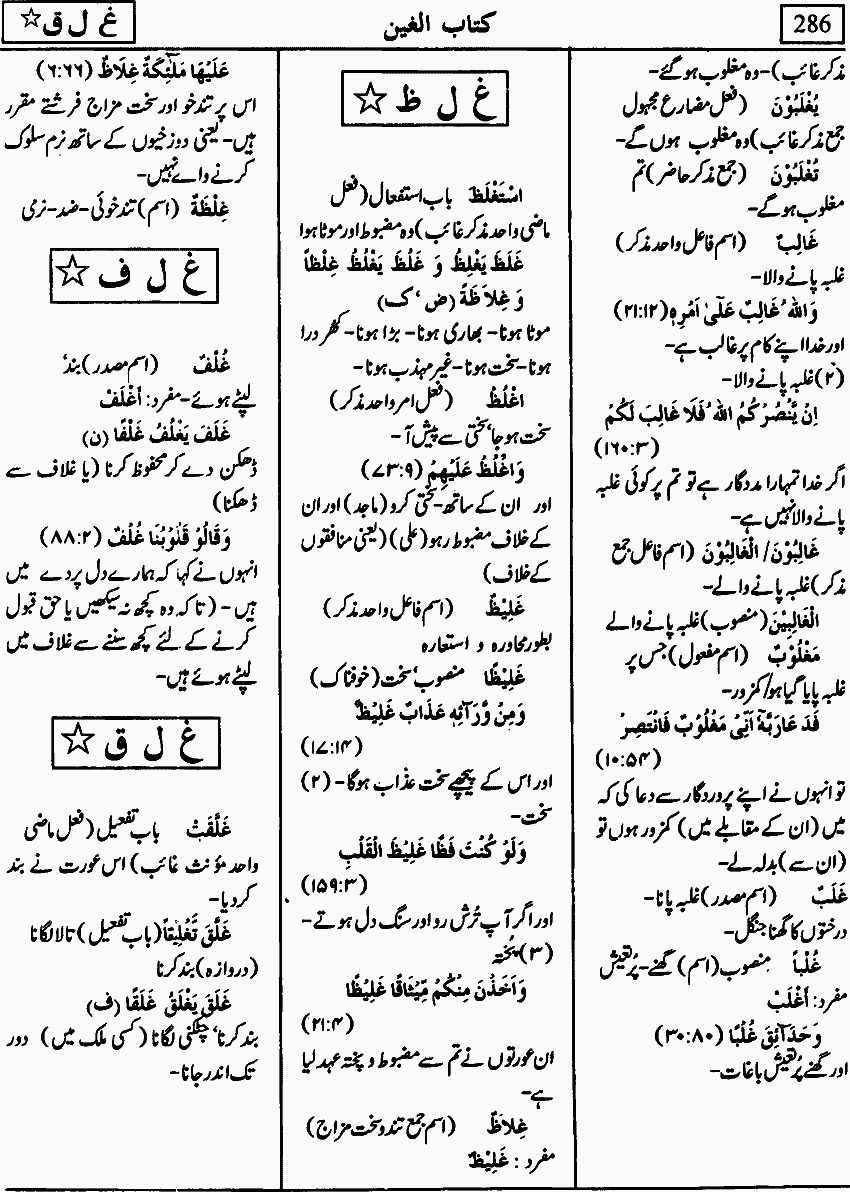 286
کتاب الغین
غ ل ق ☆
مذکر غائب)-وہ مغلوب ہو گئے-
یُغْلَبُوْنَ (فعل مضارع مجہول
جمع مذکر غائب) وہ مغلوب ہوں گے-
تُغْلَبُوْنَ (جمع مذکر حاضر) تم
مغلوب ہو گے-
غَالِبٌ (اسم فاعل واحد مذکر)
غلبہ پانے والا-
وَاللہُ غَالِبٌ عَلٰی اَمْرِہٖ (۲۱:۱۲)
اور خدا اپنے کام پر غالب ہے-
(۲) غلبہ پانے والا-
اِنْ یَّنْصُرْکُمُ اللہُ فَلَا غَالِبَ لَکُمْ
(۱۶۰:۳)
اگر خدا تمہارا مددگار ہے تو تم پر کوئی غلبہ
پانے والا نہیں ہے-
غَالِبُوْنَ/ الْغَالِبُوْنَ (اسم فاعل جمع
مذکر) غلبہ پانے والے-
الْغَالِبِیْنَ (منصوب) غلبہ پانے والے
مَغْلُوْبٌ (اسم مفعول) جس پر
غلبہ پایا گیا ہو/ کمزور-
فَدَعَا رَبَّہٗ اَنِّیْ مَغْلُوْبٌ فَانْتَصِرْ
(۱۰:۵۴)
تو انہوں نے اپنے پروردگار سے دعا کی کہ
میں (ان کے مقابلے میں) کمزور ہوں تو
(ان سے) بدلہ لے-
غَلَبٌ (اسم مصدر) غلبہ پانا-
درختوں کا گھنا جنگل-
غُلْباً منصوب (اسم) گھنے-پُر تعیش
مفرد: اَغْلَبْ
وَحَدَآئِقَ غُلْبًا (۳۰:۸۰)
اور گھنے پُر تعیش باغات-
غ ل ظ ☆
اسْتَغْلَظَ باب استفعال (فعل
ماضی واحد مذکر غائب) وہ مضبوط اور موٹا ہوا
غَلَظَ یَغْلِظُ وَ غَلُظَ یَغْلُظُ غِلْظاً
وَ غِلَاظَةً (ض ٗ ک)
موٹا ہونا- بھاری ہونا- بڑا ہونا- کھردرا
ہونا-سخت ہونا- غیر مہذب ہونا-
اغْلُظْ (فعل امر واحد مذکر)
سخت ہو جا ٗ سختی سے پیش آ -
وَاغْلُظْ عَلَیْہِمْ (۷۳:۹)
اور ان کے ساتھ-سختی کرو (ماجد) اور ان
کے خلاف مضبوط رہو (علی) (یعنی منافقوں
کے خلاف)
غَلِیْظٌ (اسم فاعل واحد مذکر)
بطور محاورہ و استعارہ
غَلِیْظًا منصوب ٗ سخت (خوفناک)
وَمِنْ وَّرَآئِہٖ عَذَابٌ غَلِیْظٌ
(۱۷:۱۴)
اور اس کے پیچھے سخت عذاب ہوگا- (۲)
سخت-
وَلَوْ کُنْتَ فَظًّا غَلِیْظَ الْقَلْبِ
(۱۵۹:۳)
اور اگر آپ تُرش رو اور سنگ دل ہوتے-
(۳) پُختہ
وَاَخَذْنَ مِنْکُمْ مِّیْثَاقًا غَلِیْظًا
(۲۱:۴)
ان عورتوں نے تم سے مضبوط و پختہ عہد لیا
ہے-
غِلَاظٌ (اسم جمع تند و سخت مزاج)
مفرد : غَلِیْظٌ
عَلَیْھَا مَلٰٓئِکَةٌ غِلَاظٌ (۶:۶۶)
اس پر تندخو اور سخت مزاج فرشتے مقرر
ہیں-یعنی دوزخیوں کے ساتھ نرم سلوک
کرنے والے نہیں-
غِلْظَةٌ (اسم) تندخوئی-ضد-نرمی
غ ل ف ☆
غُلْفٌ (اسم مصدر) بند ٗ
لپٹے ہوئے- مفرد: اَغْلَفْ
غَلَفَ یَغْلُفُ غَلْفًا (ن)
ڈھکن دے کر محفوظ کرنا (یا غلاف سے
ڈھکنا)
وَقَالُوْ قُلُوْبُنَا غُلْفٌ (۸۸:۲)
انہوں نے کہا کہ ہمارے دل پردے میں
ہیں - (تاکہ وہ کچھ نہ سیکھیں یا حق قبول
کرنے کے لئے کچھ سننے سے غلاف میں
لپٹے ہوئے ہیں-
غ ل ق ☆
غَلَّقَتْ باب تفعیل (فعل ماضی
واحد مؤنث غائب) اس عورت نے بند
کر دیا-
غَلَّقَ تَغْلِیْقاً (باب تفعیل) تالا لگانا
(دروازہ) بند کرنا
غَلَقَ یَغْلَقُ غَلْقًا (ف)
بند کرنا ٗ چٹخنی لگانا (کسی ملک میں) دور
تک اندر جانا-